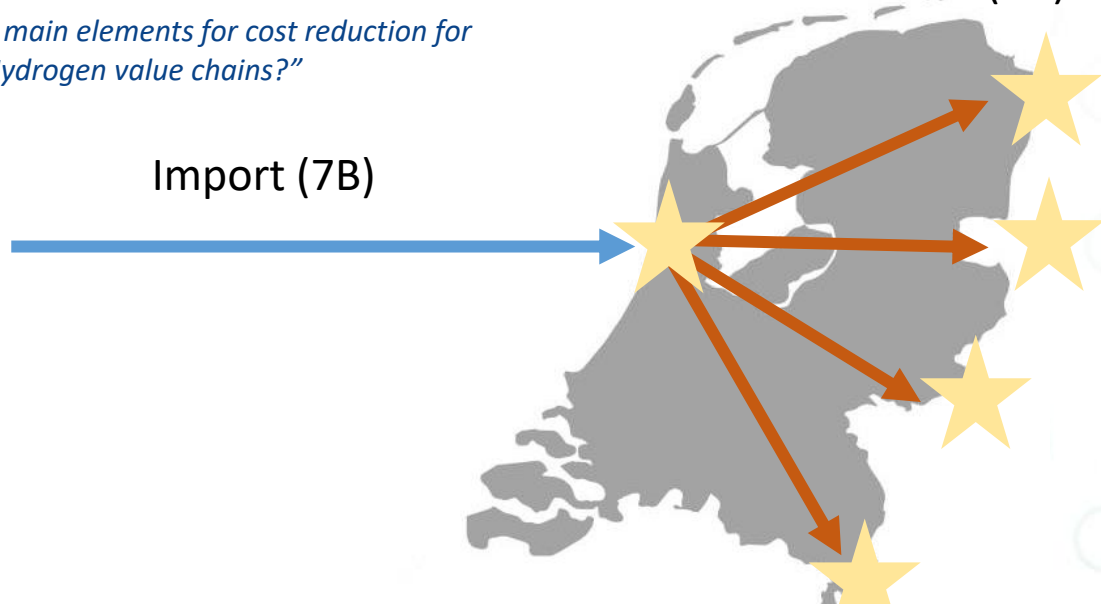 main elements for cost reduction for
ydrogen value chains?”
Import (7B)